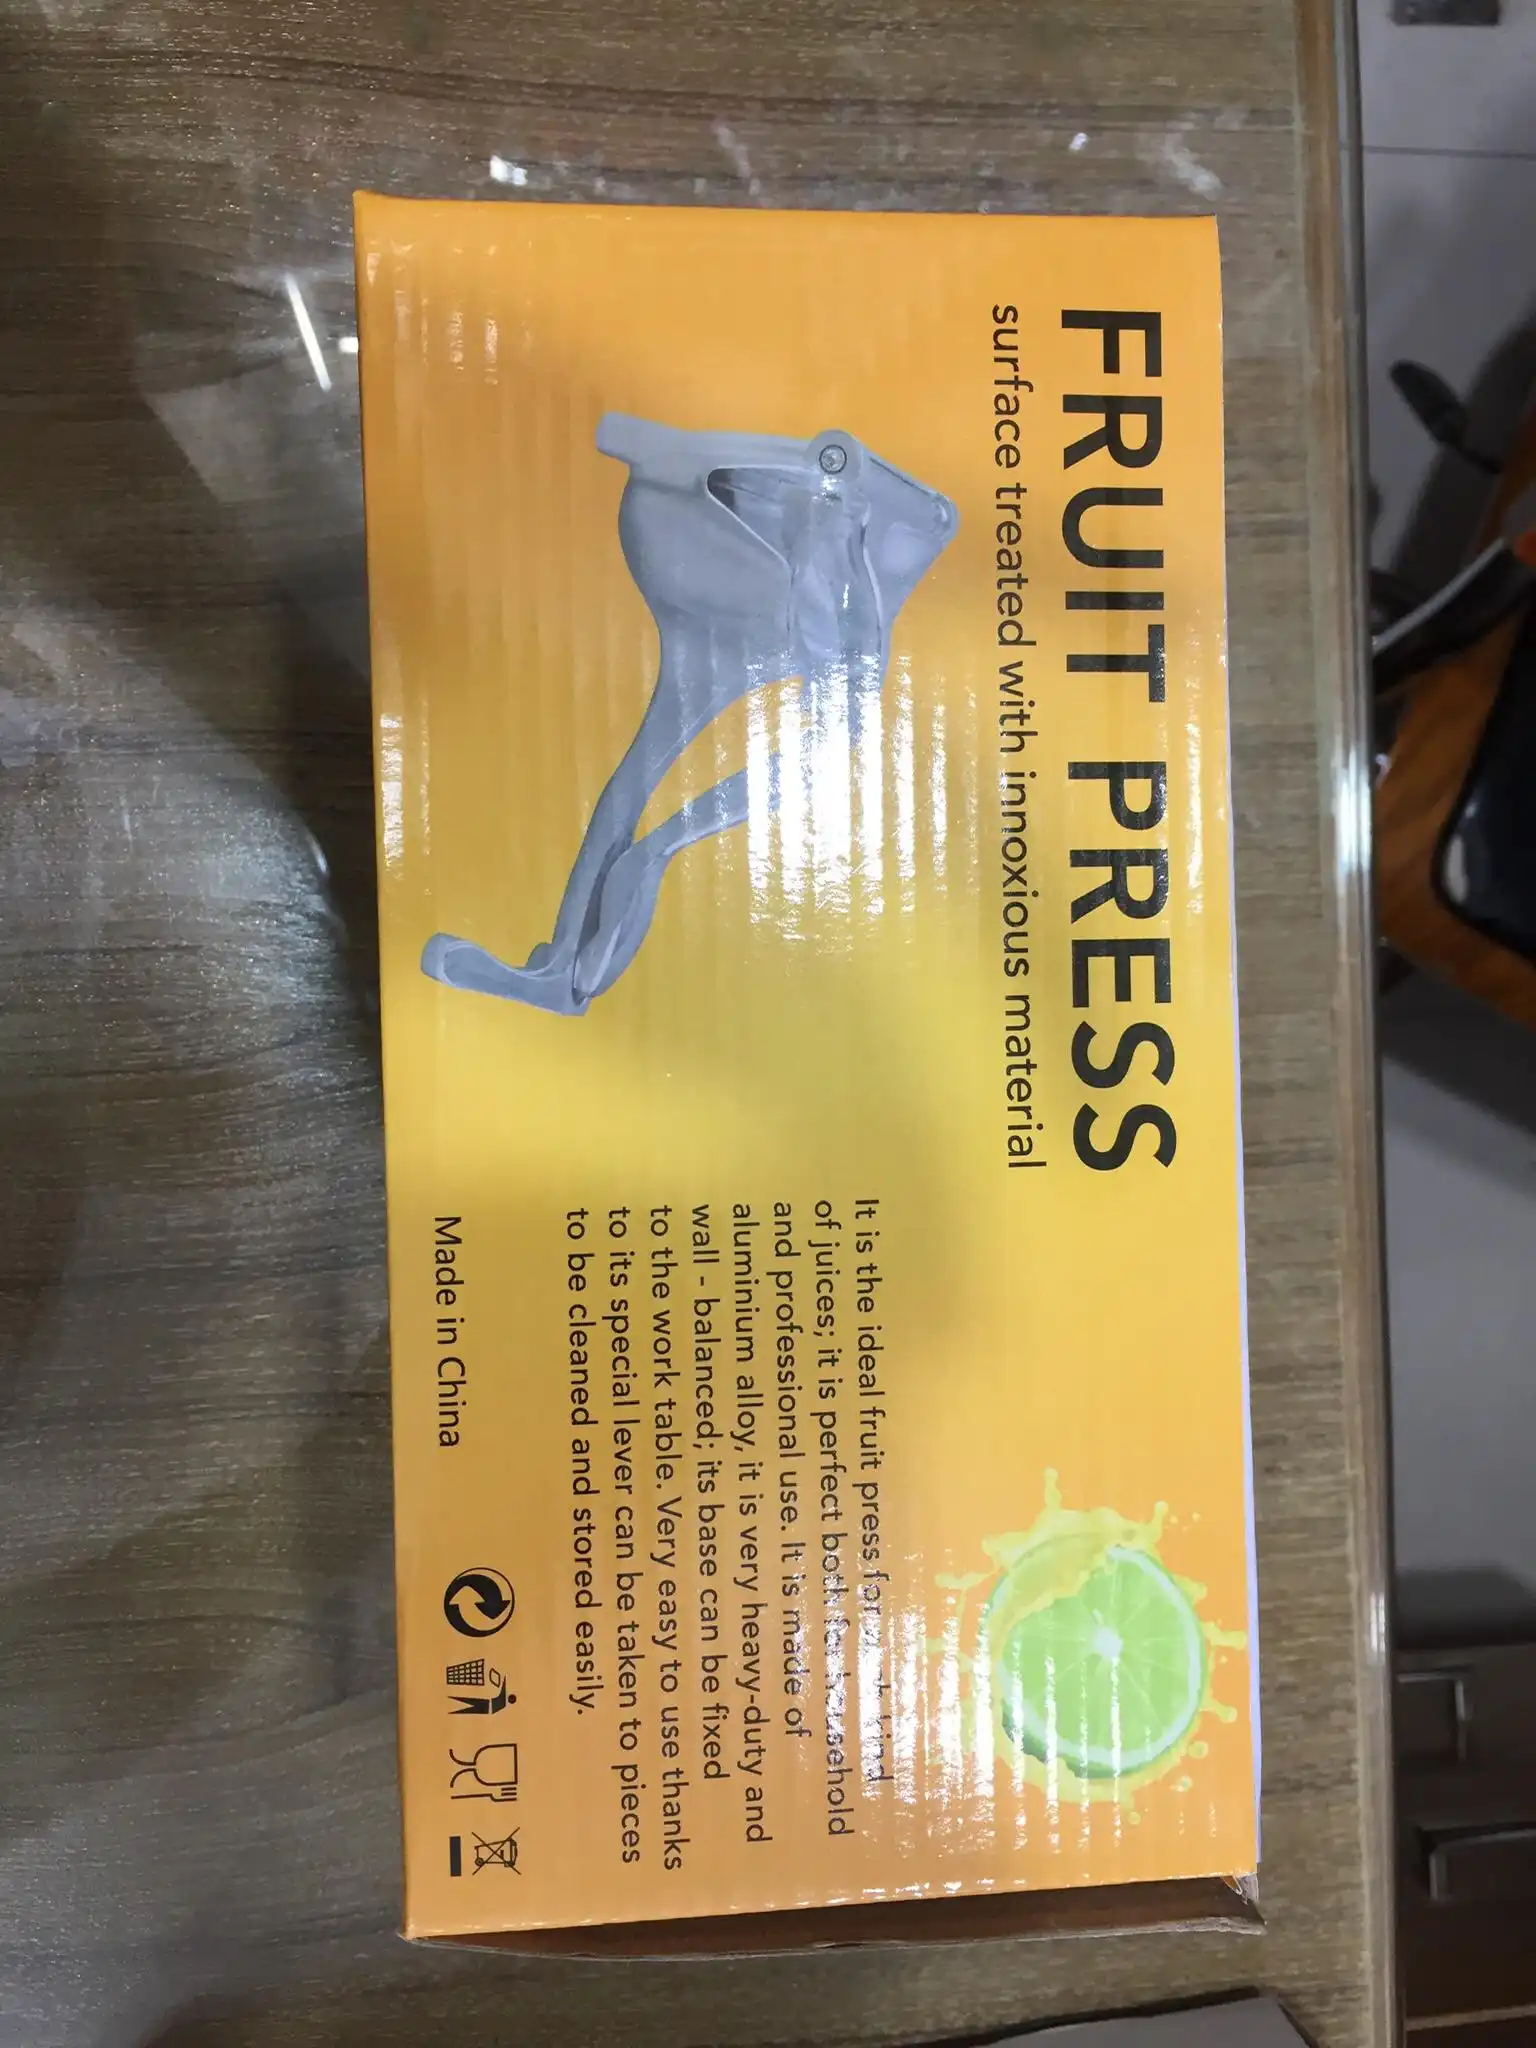 FRUIT PRESS
surface treated with innoxious material
It is the ideal fruit press for kind
of juices; it is perfect both for household
and professional use. It is made of
aluminium alloy, it is very heavy-duty and
wall - balanced; its base can be fixed
to the work table. Very easy to use thanks
to its special lever can be taken to pieces
to be cleaned and stored easily.
Made in China